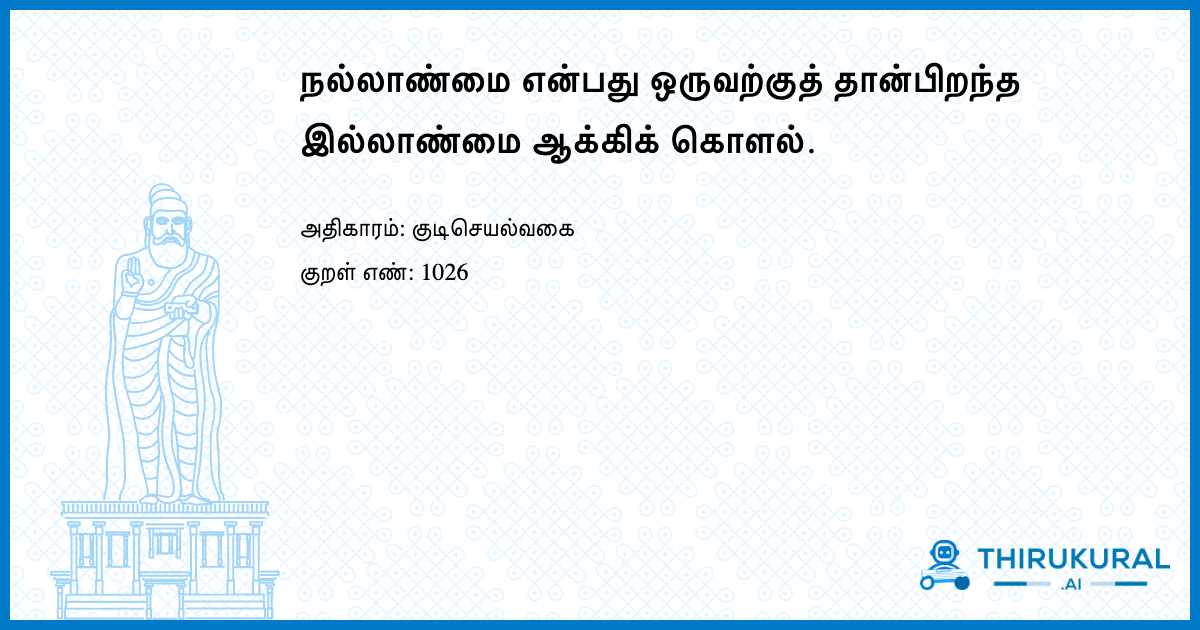 நல்லாண்மை என்பது ஒருவற்குத் தான்பிறந்த
இல்லாண்மை ஆக்கிக் கொளல்.
அதிகாரம்: குடிசெயல்வகை
குறள் எண்: 1026
THIRUKURAL
.AI